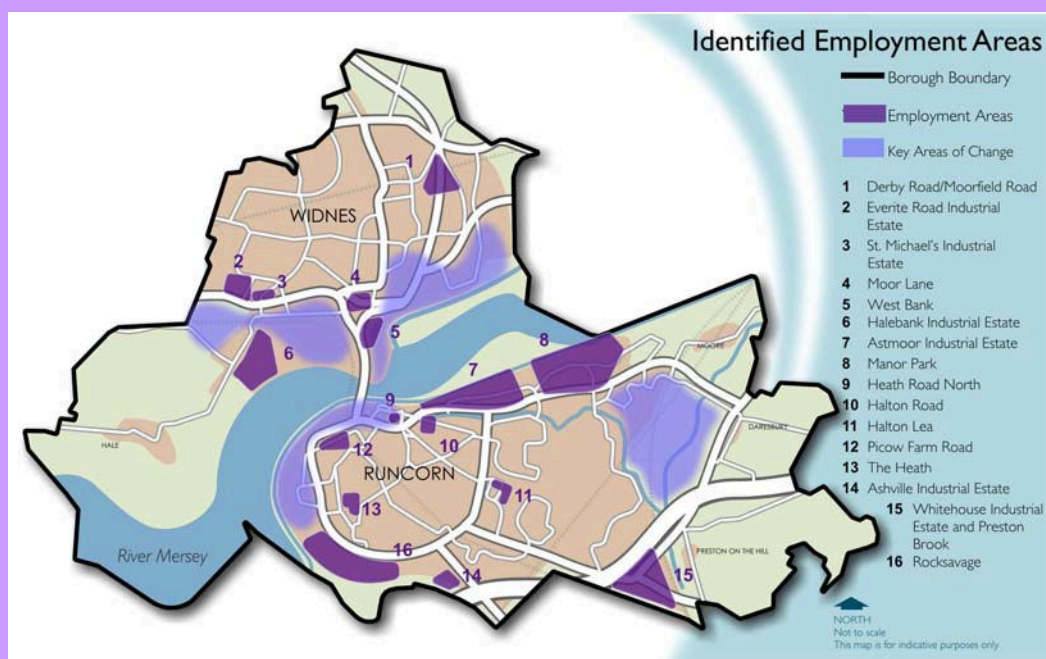 Identified Employment Areas
Borough Boundary
Employment Areas
Key Areas of Change
1 Derby Road/Moorfield Road
2 Everite Road Industrial
Estate
3 St. Michael's Industrial
Estate
4 Moor Lane
5 West Bank
6 Halebank Industrial Estate
7 Astmoor Industrial Estate
8 Manor Park
9 Heath Road North
10 Halton Road
11 Halton Lea
12 Picow Farm Road
13 The Heath
14 Ashville Industrial Estate
15 Whitehouse Industrial
Estate and Preston
Brook
16 Rocksavage
NORTH
Not to scale
This map is for indicative purposes only
1
WIDNES
2
3
4
5
6
7
8
MOORE
9
10
DARESBURY
12
RUNCORN
11
13
HALE
16
14
15
PRESTON ON THE HILL
River Mersey